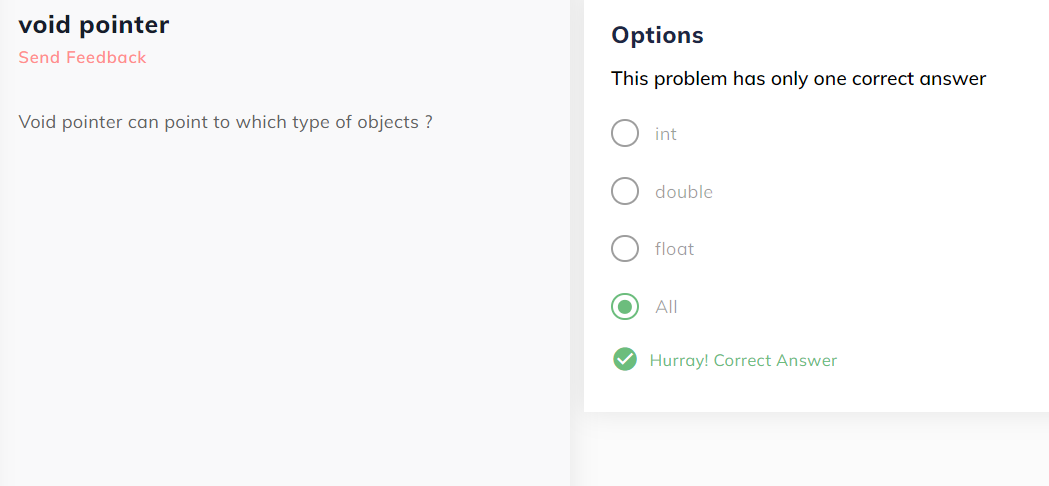 void pointer
Send Feedback
Void pointer can point to which type of objects ?
Options
This problem has only one correct answer
int
double
float
All
Hurray! Correct Answer